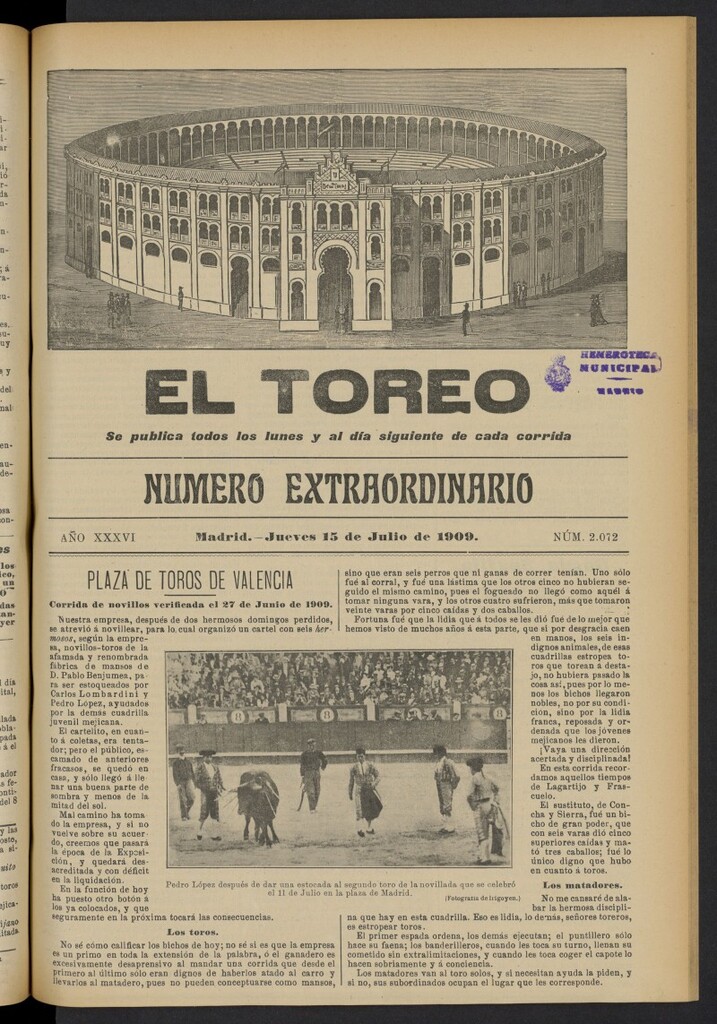 EL TOREO
HEMEROTECA
MUNICIPAL
MADRID
Se publica todos los lunes y al día siguiente de cada corrida
NUMERO EXTRAORDINARIO
AÑO XXXVI
Madrid.—Jueves 15 de Julio de 1909.
NÚM. 2.072
PLAZA DE TOROS DE VALENCIA
Corrida de novillos verificada el 27 de Junio de 1909.
Nuestra empresa, después de dos hermosos domingos perdidos,
se atrevió á novillear, para lo cual organizó un cartel con seis her-
mosos, según la empre-
sa, novillos-toros de la
afamada y renombrada
fábrica de manos de
D. Pablo Benjumea, pa-
ra ser estoqueados por
Carlos Lombardini y
Pedro López, ayudados
por la demás cuadrilla
juvenil mejicana.
El cartelito, en cuan-
to á coletas, era tenta-
dor; pero el público, es-
camado de anteriores
fracasos, se quedó en
casa, y sólo llegó á lle-
nar una buena parte de
sombra y menos de la
mitad del sol.
Mal camino ha toma-
do la empresa, y si no
vuelve sobre su acuer-
do, creemos que pasará
la época de la Exposi-
ción, y quedará des-
acreditada y con déficit
en la liquidación.
En la función de hoy
ha puesto otro botón á
los ya colocados, y que
seguramente en la próxima tocará las consecuencias.
Los toros.
No sé cómo calificar los bichos de hoy; no sé si es que la empresa
es un primo en toda la extensión de la palabra, ó el ganadero es
excesivamente desaprensivo al mandar una corrida que desde el
primero al último sólo eran dignos de haberlos atado al carro y
llevarlos al matadero, pues no pueden conceptuarse como mansos,
sino que eran seis perros que ni ganas de correr tenían. Uno sólo
fué al corral, y fué una lástima que los otros cinco no hubieran se-
guido el mismo camino, pues el fogueado no llegó como aquél á
tomar ninguna vara, y los otros cuatro sufrieron, más que tomaron
veinte varas por cinco caídas y dos caballos.
Fortuna fué que la lidia que á todos se les dió fué de lo mejor que
hemos visto de muchos años á esta parte, que si por desgracia caen
en manos, los seis in-
dignos animales, de esas
cuadrillas estropea to-
ros que torean á desta-
jo, no hubiera pasado la
cosa así, pues por lo me-
nos los bichos llegaron
nobles, no por su condi-
ción, sino por la lidia
franca, reposada y or-
denada que los jóvenes
mejicanos les dieron.
¡Vaya una dirección
acertada y disciplinada!
En esta corrida recor-
damos aquellos tiempos
de Lagartijo y Fras-
cuelo.
El sustituto, de Con-
cha y Sierra, fué un bi-
cho de gran poder, que
con seis varas dió cinco
superiores caídas y ma-
tó tres caballos; fué lo
único digno que hubo
en cuanto á toros.
Los matadores.
No me cansaré de ala-
bar la hermosa discipli-
na que hay en esta cuadrilla. Eso es lidia, lo demás, señores toreros,
es estropear toros.
El primer espada ordena, los demás ejecutan; el puntillero sólo
hace su faena; los banderilleros, cuando les toca su turno, llenan su
cometido sin extralimitaciones, y cuando les toca coger el capote lo
hacen sobriamente y á conciencia.
Los matadores van al toro solos, y si necesitan ayuda la piden, y
si no, sus subordinados ocupan el lugar que les corresponde.
8
8
8
Pedro López después de dar una estocada al segundo toro de la novillada que se celebró
el 11 de Julio en la plaza de Madrid.
(Fotografía de Irigoyen.)